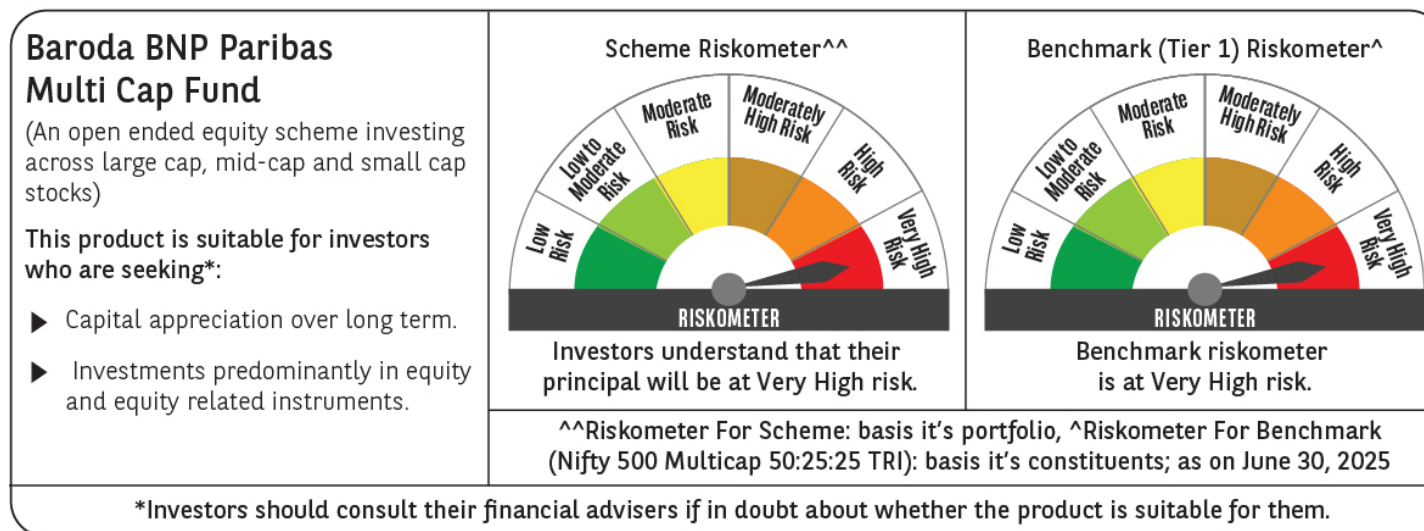 Baroda BNP Paribas
Multi Cap Fund
(An open ended equity scheme investing
across large cap, mid-cap and small cap
stocks)
This product is suitable for investors
who are seeking*:
▶ Capital appreciation over long term.
▶ Investments predominantly in equity
and equity related instruments.
Scheme Riskometer^^
Low
Risk
Low to
Moderate
Risk
Moderate
Risk
Moderately
High Risk
High
Risk
Very High
Risk
RISKOMETER
Investors understand that their
principal will be at Very High risk.
Benchmark (Tier 1) Riskometer^
Low
Risk
Low to
Moderate
Risk
Moderate
Risk
Moderately
High Risk
High
Risk
Very High
Risk
RISKOMETER
Benchmark riskometer
is at Very High risk.
^^Riskometer For Scheme: basis it’s portfolio, ^Riskometer For Benchmark
(Nifty 500 Multicap 50:25:25 TRI): basis it’s constituents; as on June 30, 2025
*Investors should consult their financial advisers if in doubt about whether the product is suitable for them.